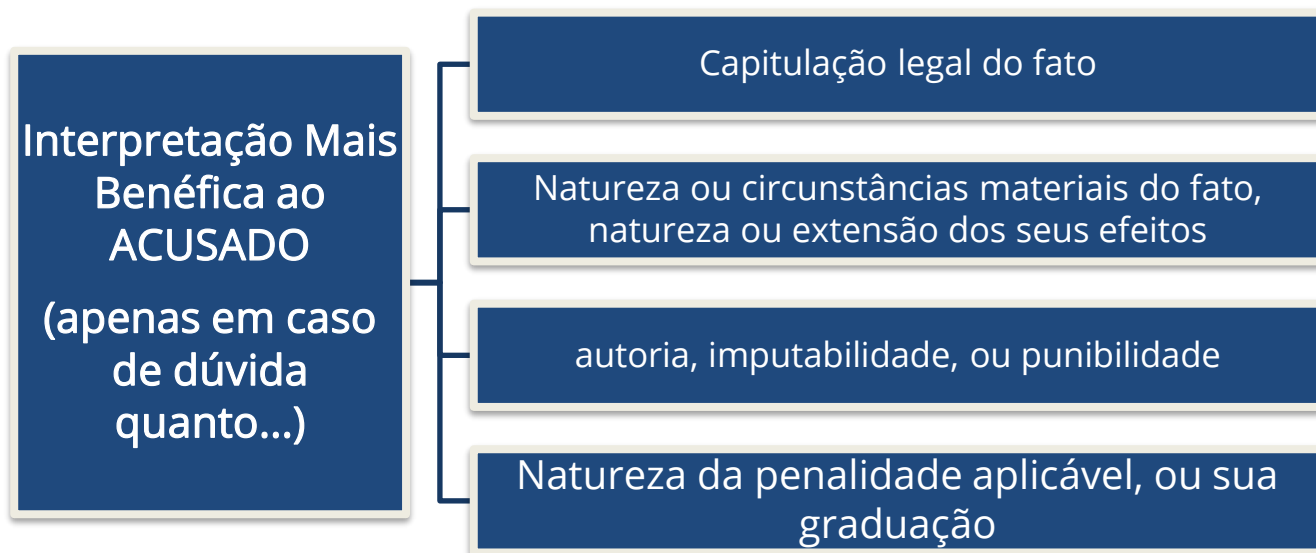 Interpretação Mais
Benéfica ao
ACUSADO
(apenas em caso
de dúvida
quanto...)
Capitulação legal do fato
Natureza ou circunstâncias materiais do fato,
natureza ou extensão dos seus efeitos
autoria, imputabilidade, ou punibilidade
Natureza da penalidade aplicável, ou sua
graduação